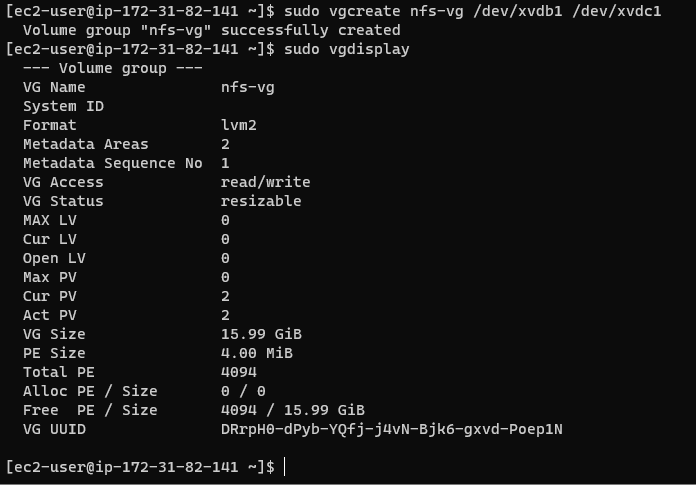 [ec2-user@ip-172-31-82-141 ~]$ sudo vgcreate nfs-vg /dev/xvdb1 /dev/xvdc1
  Volume group "nfs-vg" successfully created
[ec2-user@ip-172-31-82-141 ~]$ sudo vgdisplay
  --- Volume group ---
  VG Name               nfs-vg
  System ID
  Format                lvm2
  Metadata Areas        2
  Metadata Sequence No  1
  VG Access             read/write
  VG Status             resizable
  MAX LV                0
  Cur LV                0
  Open LV               0
  Max PV                0
  Cur PV                2
  Act PV                2
  VG Size               15.99 GiB
  PE Size               4.00 MiB
  Total PE              4094
  Alloc PE / Size       0 / 0
  Free  PE / Size       4094 / 15.99 GiB
  VG UUID               DRrpH0-dPyb-YQfj-j4vN-Bjk6-gxvd-Poep1N
[ec2-user@ip-172-31-82-141 ~]$